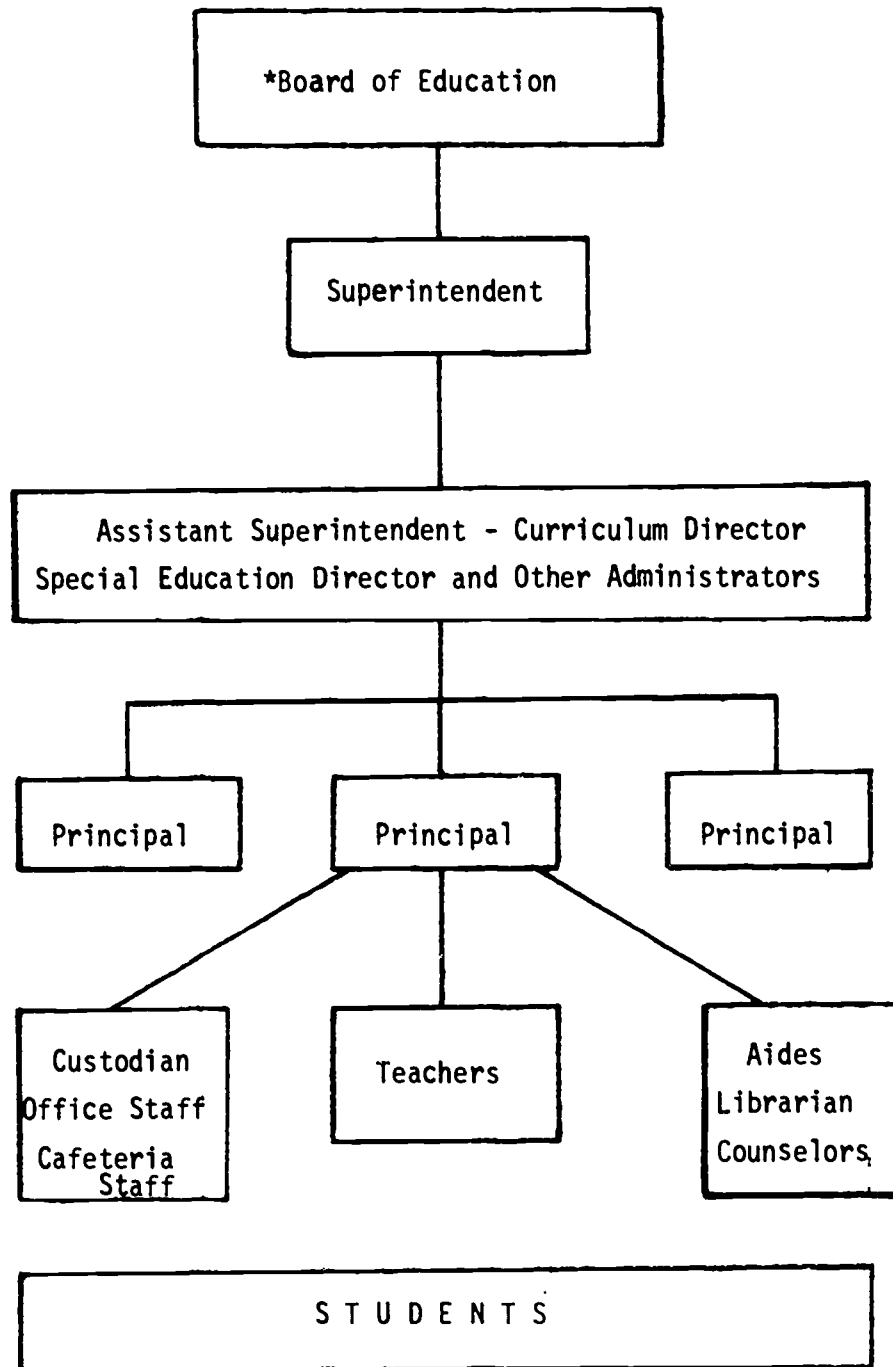 *Board of Education
Superintendent
Assistant Superintendent - Curriculum Director
Special Education Director and Other Administrators
Principal
Principal
Principal
Custodian
Office Staff
Cafeteria
Staff
Teachers
Aides
Librarian
Counselors
S T U D E N T S